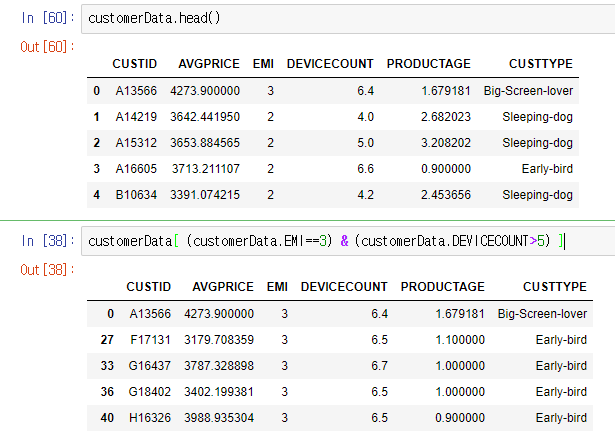 In [60]: customerData.head()
Out[60]:
CUSTID AVGPRICE EMI DEVICECOUNT PRODUCTAGE CUSTTYPE
0 A13566 4273.900000 3 6.4 1.679181 Big-Screen-lover
1 A14219 3642.441950 2 4.0 2.682023 Sleeping-dog
2 A15312 3653.884565 2 5.0 3.208202 Sleeping-dog
3 A16605 3713.211107 2 6.6 0.900000 Early-bird
4 B10634 3391.074215 2 4.2 2.453656 Sleeping-dog
In [38]: customerData[ (customerData.EMI==3) & (customerData.DEVICECOUNT>5) ]
Out[38]:
CUSTID AVGPRICE EMI DEVICECOUNT PRODUCTAGE CUSTTYPE
0 A13566 4273.900000 3 6.4 1.679181 Big-Screen-lover
27 F17131 3179.708359 3 6.5 1.100000 Early-bird
33 G16437 3787.328898 3 6.7 1.000000 Early-bird
36 G18402 3402.199381 3 6.5 1.000000 Early-bird
40 H16326 3988.935304 3 6.5 0.900000 Early-bird